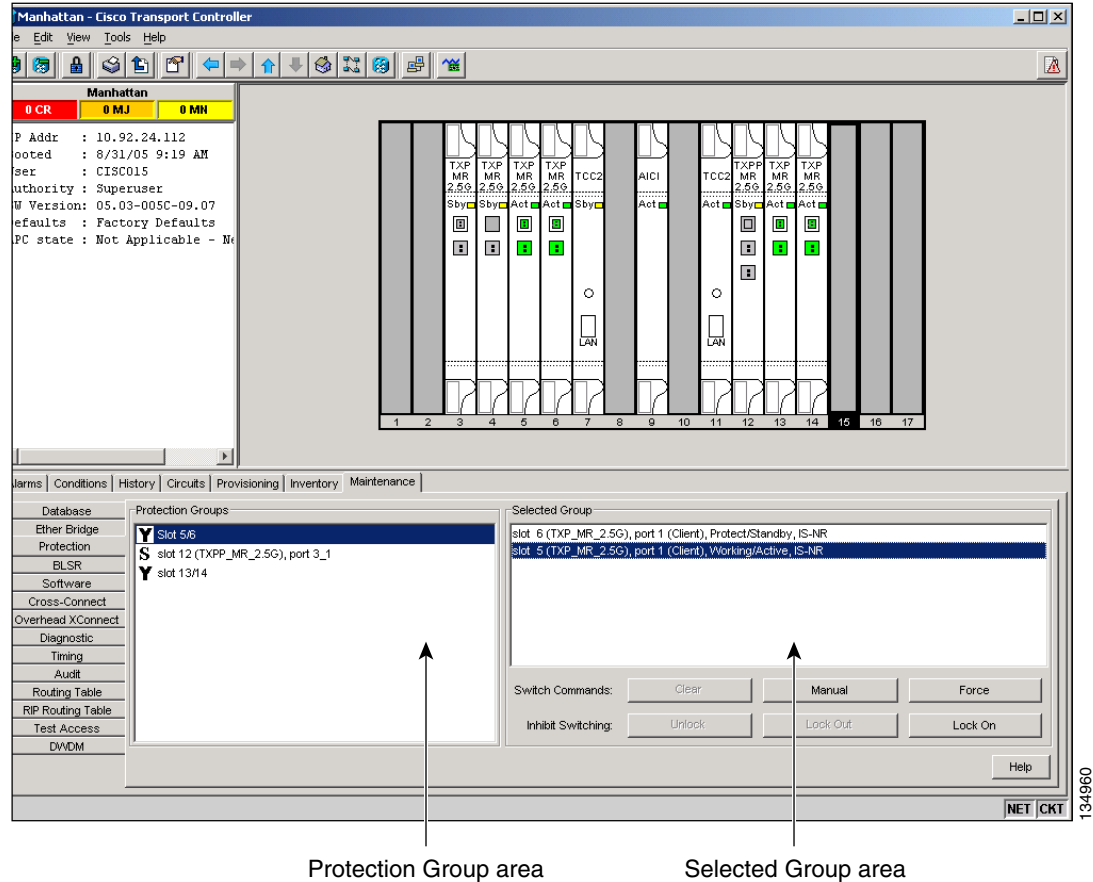 Manhattan - Cisco Transport Controller
e Edit View Tools Help
Manhattan
0 CR 0 MJ 0 MN
P Addr : 10.92.24.112
ooted : 8/31/05 9:19 AM
ser : CISCO15
uthority : Superuser
W Version: 05.03-005C-09.07
efaults : Factory Defaults
PC state : Not Applicable - Ne
TXP MR 2.5G Sby
TXP MR 2.5G Sby
TXP MR 2.5G Act
TXP MR 2.5G Act
TCC2 Sby LAN
AICI Act
TCC2 Act LAN
TXPP MR 2.5G Sby
TXP MR 2.5G Act
TXP MR 2.5G Act
1 2 3 4 5 6 7 8 9 10 11 12 13 14 15 16 17
larms Conditions History Circuits Provisioning Inventory Maintenance
Database
Ether Bridge
Protection
BLSR
Software
Cross-Connect
Overhead XConnect
Diagnostic
Timing
Audit
Routing Table
RIP Routing Table
Test Access
DWDM
Protection Groups
Y Slot 5/6
S slot 12 (TXPP_MR_2.5G), port 3_1
Y slot 13/14
Selected Group
slot 6 (TXP_MR_2.5G), port 1 (Client), Protect/Standby, IS-NR
slot 5 (TXP_MR_2.5G), port 1 (Client), Working/Active, IS-NR
Switch Commands: Clear Manual Force
Inhibit Switching: Unlock Lock Out Lock On
Help
NET CKT
134960
Protection Group area
Selected Group area